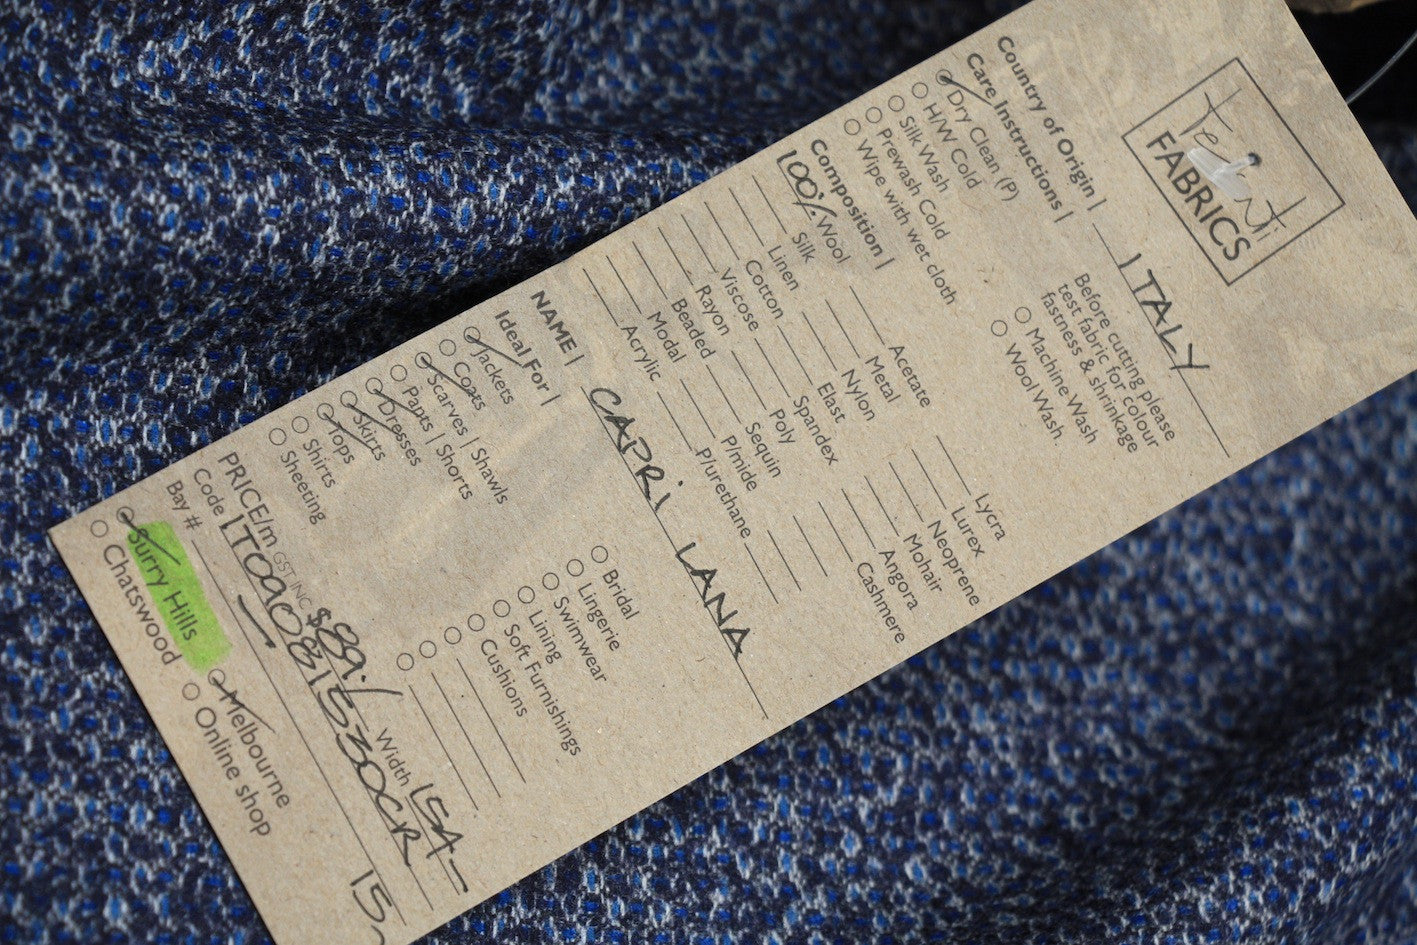 Tessuti
FABRICS
Country of Origin | ITALY
Care Instructions |
Dry Clean (P)
H/W Cold
Silk Wash
Prewash Cold
Wipe with wet cloth
Before cutting please
test fabric for colour
fastness & shrinkage
Machine Wash
Wool Wash.
Composition |
100% Wool
Silk
Linen
Cotton
Viscose
Rayon
Beaded
Modal
Acrylic
Acetate
Metal
Nylon
Elast
Spandex
Poly
Sequin
P/mide
P/urethane
Lycra
Lurex
Neoprene
Mohair
Angora
Cashmere
NAME | CAPRI LANA
Ideal For |
Jackets
Coats
Scarves | Shawls
Pants | Shorts
Dresses
Skirts
Tops
Shirts
Sheeting
Bridal
Lingerie
Swimwear
Lining
Soft Furnishings
Cushions
PRICE/m GST INC $89./ Width 154
Code
Bay # 15
Surry Hills
Chatswood
Melbourne
Online shop